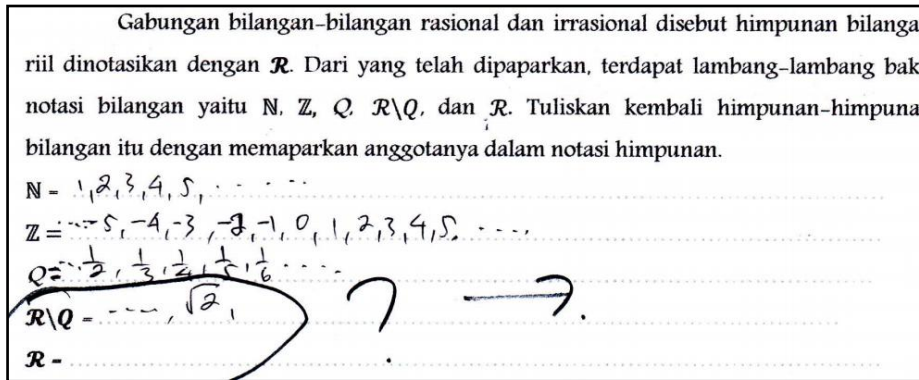 Gabungan bilangan-bilangan rasional dan irrasional disebut himpunan bilanga
riil dinotasikan dengan ℛ. Dari yang telah dipaparkan, terdapat lambang-lambang bak
notasi bilangan yaitu ℕ, ℤ, Q, ℛ\Q, dan ℛ. Tuliskan kembali himpunan-himpuna
bilangan itu dengan memaparkan anggotanya dalam notasi himpunan.
ℕ = 1, 2, 3, 4, 5, . . . .
ℤ = ... -5, -4, -3, -2, -1, 0, 1, 2, 3, 4, 5, ....
Q = .. 1/2, 1/3, 1/4, 1/5, 1/6 ....
ℛ\Q = ----, √2, ? → ?.
ℛ =